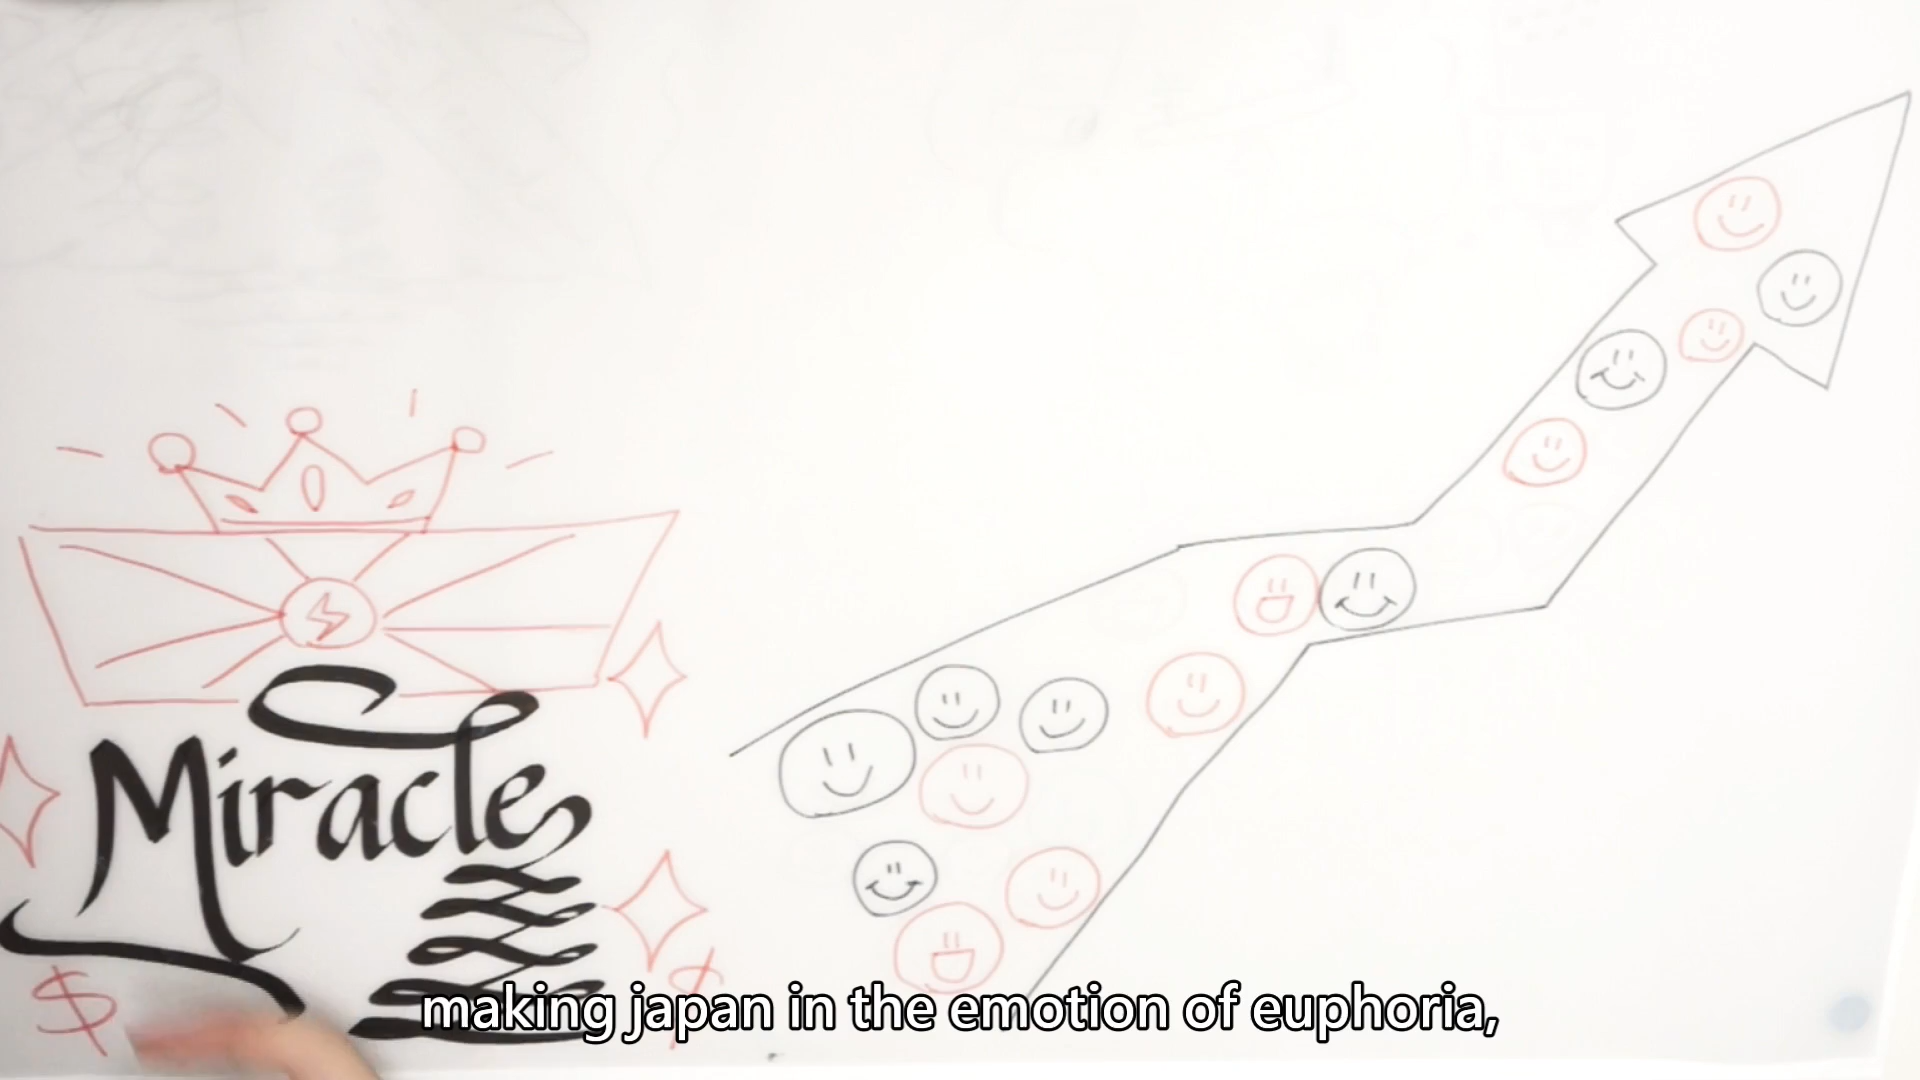 Miracle
$
making japan in the emotion of euphoria,